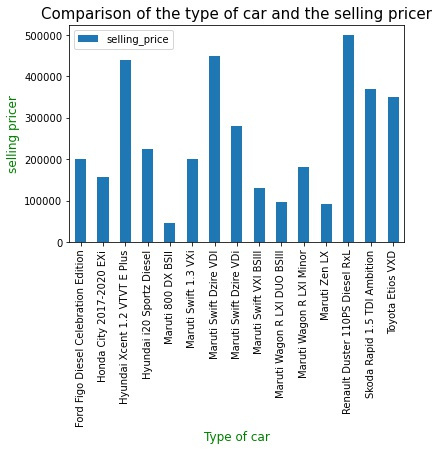 Comparison of the type of car and the selling pricer
selling_price
selling pricer
500000
400000
300000
200000
100000
0
Ford Figo Diesel Celebration Edition
Honda City 2017-2020 EXi
Hyundai Xcent 1.2 VTVT E Plus
Hyundai i20 Sportz Diesel
Maruti 800 DX BSII
Maruti Swift 1.3 VXi
Maruti Swift Dzire VDI
Maruti Swift Dzire VDi
Maruti Swift VXI BSIII
Maruti Wagon R LXI DUO BSIII
Maruti Wagon R LXI Minor
Maruti Zen LX
Renault Duster 110PS Diesel RxL
Skoda Rapid 1.5 TDI Ambition
Toyota Etios VXD
Type of car